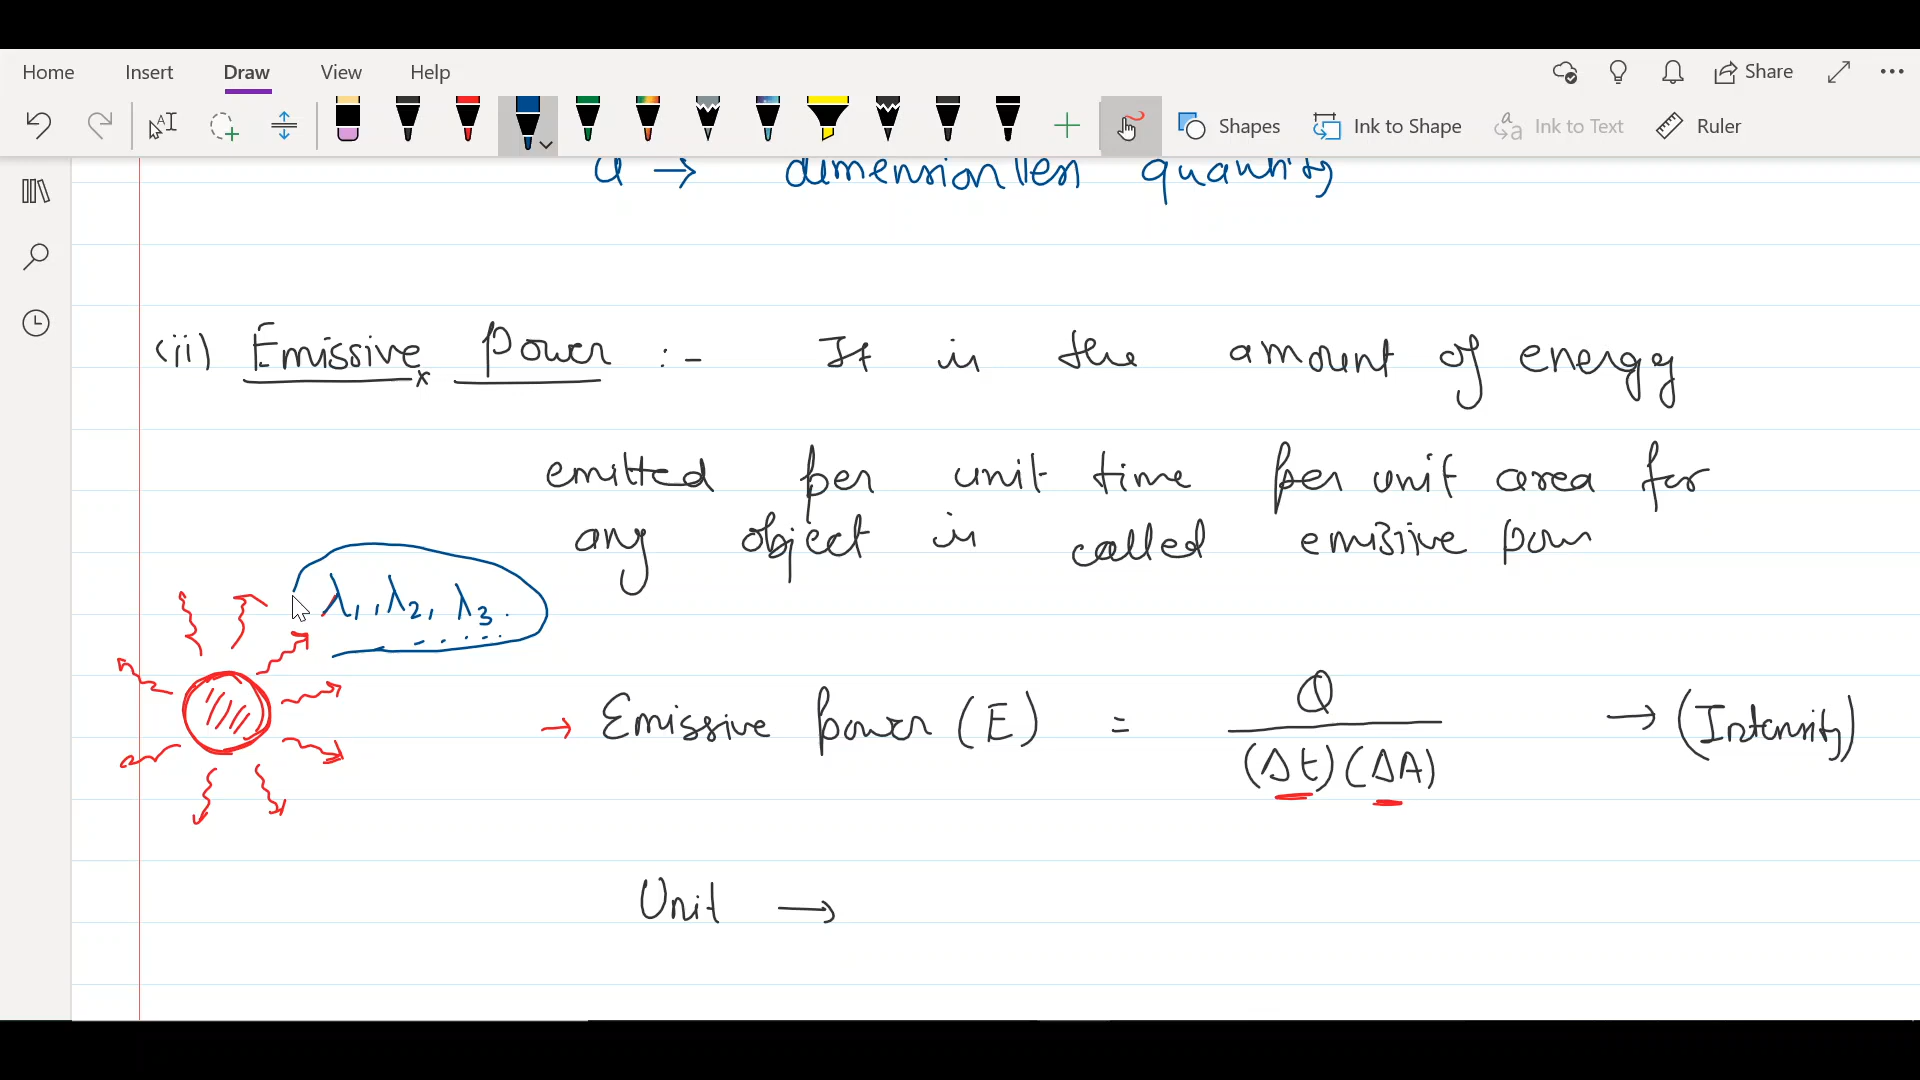 Home Insert Draw View Help Share
Shapes Ink to Shape Ink to Text Ruler
a → dimensionless quantity
(ii) Emissive Power :- It is the amount of energy
emitted per unit time per unit area for
any object is called emissive pow
λ1, λ2, λ3.
→ Emissive power (E) = Q / (Δt)(ΔA) → (Intensity)
Unit →